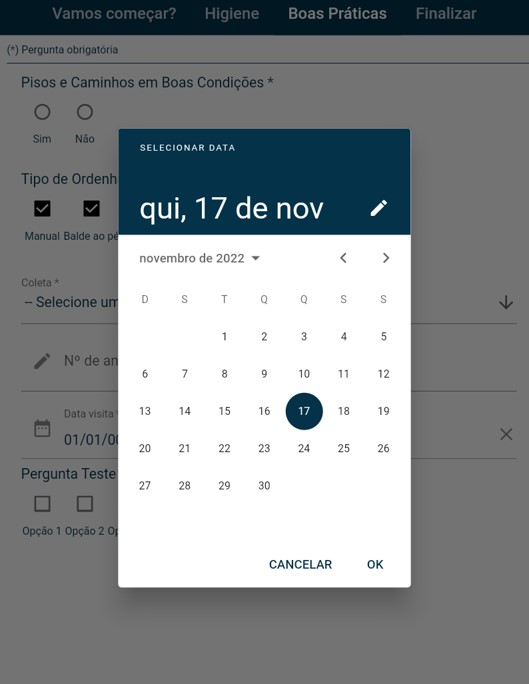 Vamos começar? Higiene Boas Práticas Finalizar
(*) Pergunta obrigatória
Pisos e Caminhos em Boas Condições *
Sim Não
SELECIONAR DATA
qui, 17 de nov
Tipo de Ordenh
Manual Balde ao pé
novembro de 2022
Coleta *
-- Selecione um
D S T Q Q S S
1 2 3 4 5
Nº de an
6 7 8 9 10 11 12
13 14 15 16 17 18 19
Data visita *
01/01/00
20 21 22 23 24 25 26
Pergunta Teste
27 28 29 30
Opção 1 Opção 2 Op
CANCELAR OK